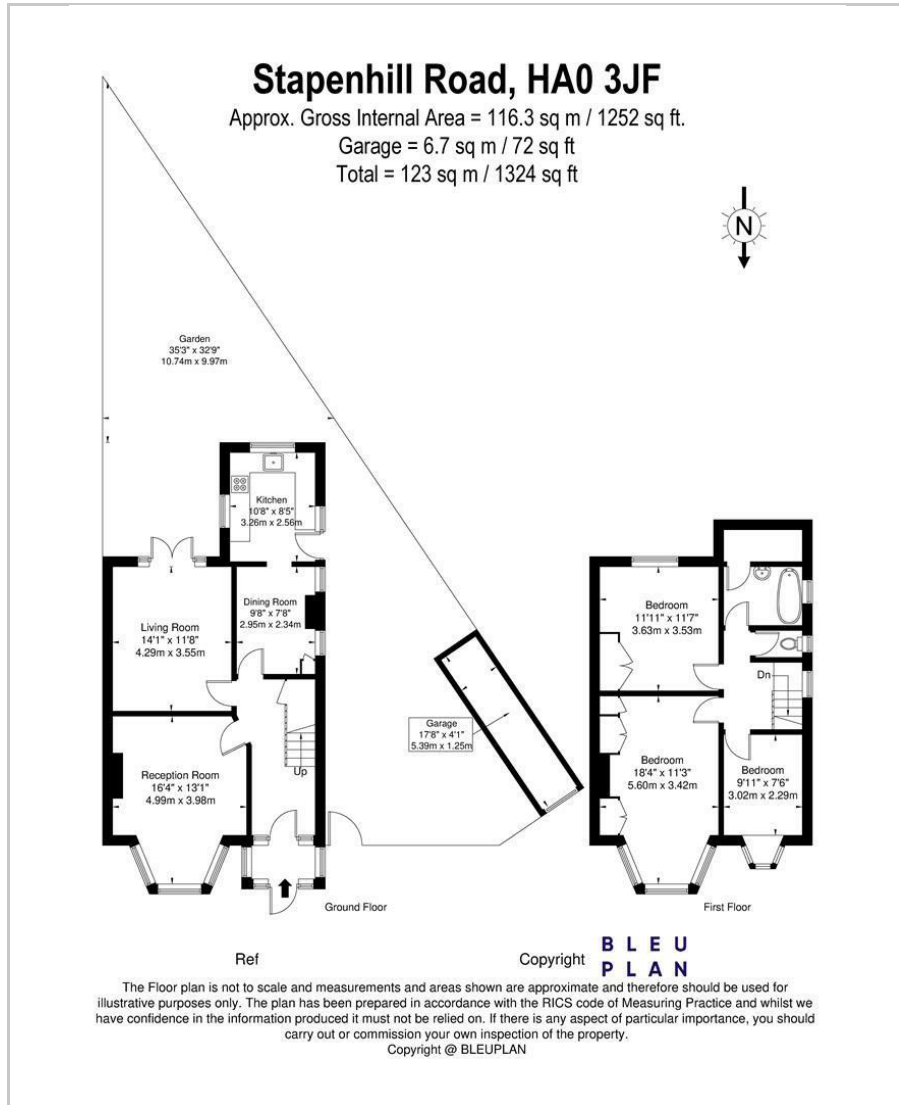 Stapenhill Road, HA0 3JF
Approx. Gross Internal Area = 116.3 sq m / 1252 sq ft.
Garage = 6.7 sq m / 72 sq ft
Total = 123 sq m / 1324 sq ft
N
Garden
35'3" x 32'9"
10.74m x 9.97m
Kitchen
10'8" x 8'5"
3.26m x 2.56m
Dining Room
9'8" x 7'8"
2.95m x 2.34m
Living Room
14'1" x 11'8"
4.29m x 3.55m
Garage
17'8" x 4'1"
5.39m x 1.25m
Reception Room
16'4" x 13'1"
4.99m x 3.98m
Up
Ground Floor
Bedroom
11'11" x 11'7"
3.63m x 3.53m
Dn
Bedroom
18'4" x 11'3"
5.60m x 3.42m
Bedroom
9'11" x 7'6"
3.02m x 2.29m
First Floor
Ref
Copyright
BLEU
PLAN
The Floor plan is not to scale and measurements and areas shown are approximate and therefore should be used for
illustrative purposes only. The plan has been prepared in accordance with the RICS code of Measuring Practice and whilst we
have confidence in the information produced it must not be relied on. If there is any aspect of particular importance, you should
carry out or commission your own inspection of the property.
Copyright @ BLEUPLAN